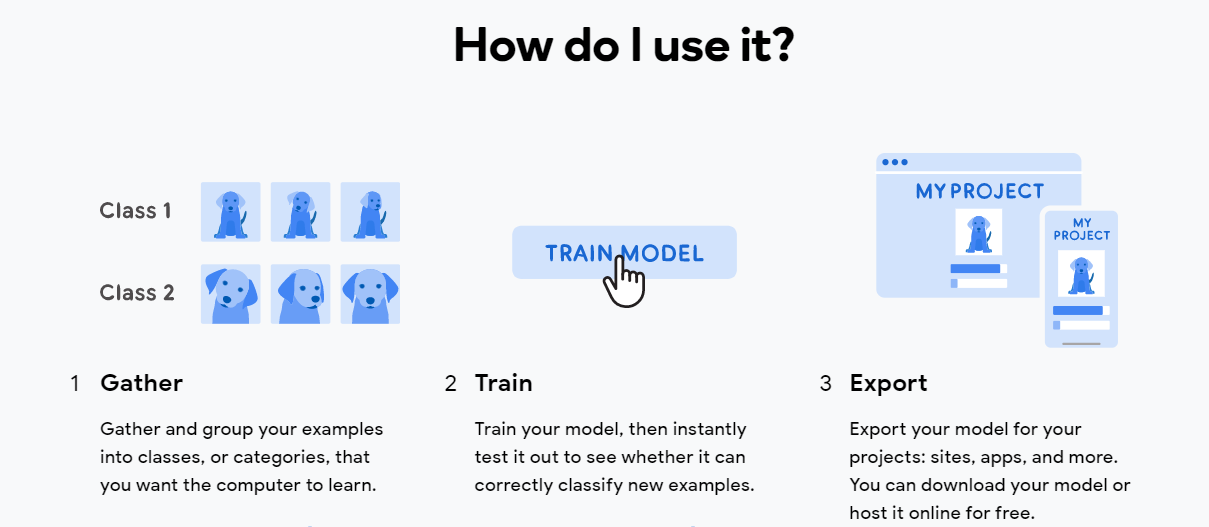 How do I use it?
Class 1
Class 2
TRAIN MODEL
MY PROJECT
MY
PROJECT
1 Gather
Gather and group your examples
into classes, or categories, that
you want the computer to learn.
2 Train
Train your model, then instantly
test it out to see whether it can
correctly classify new examples.
3 Export
Export your model for your
projects: sites, apps, and more.
You can download your model or
host it online for free.